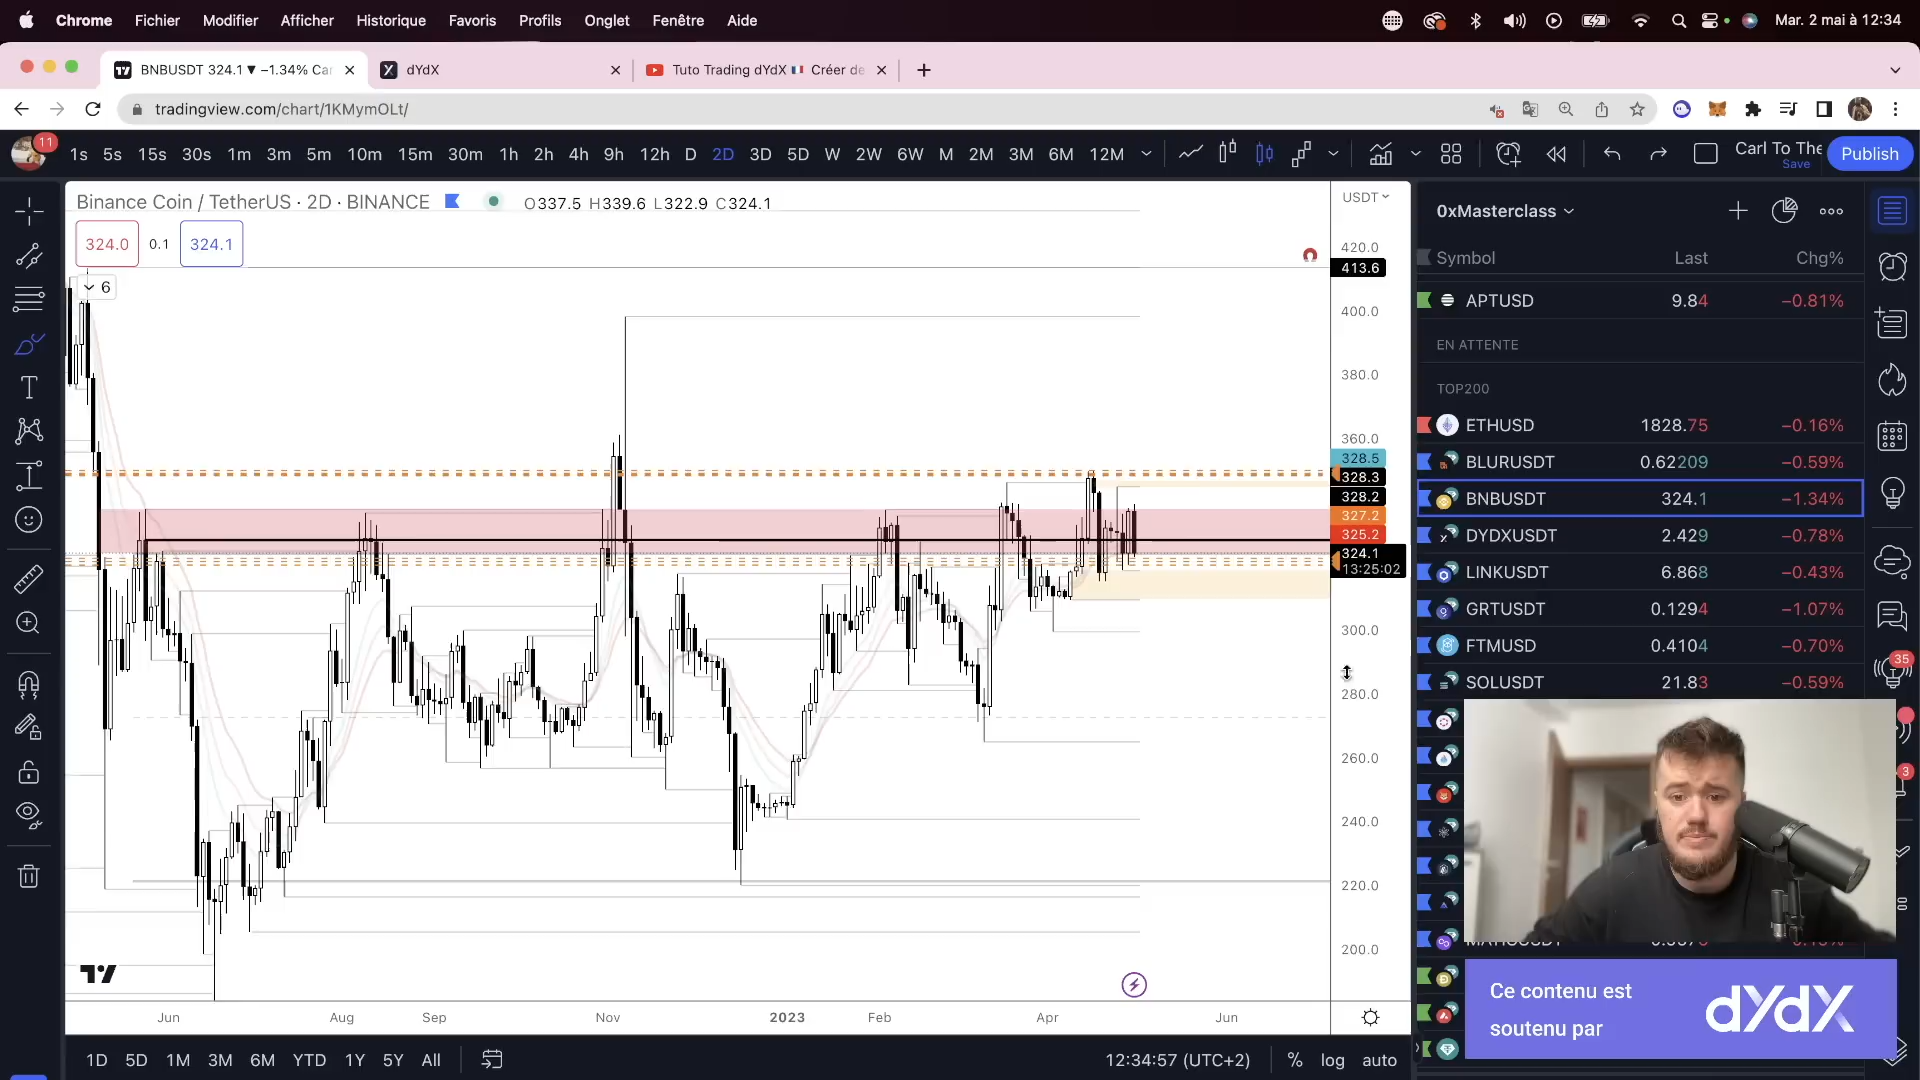 Chrome Fichier Modifier Afficher Historique Favoris Profils Onglet Fenêtre Aide Mar. 2 mai à 12:34
BNBUSDT 324.1 ▼ −1.34% Car dYdX Tuto Trading dYdX Créer de
tradingview.com/chart/1KMymOLt/
11 1s 5s 15s 30s 1m 3m 5m 10m 15m 30m 1h 2h 4h 9h 12h D 2D 3D 5D W 2W 6W M 2M 3M 6M 12M Carl To The Save Publish
Binance Coin / TetherUS · 2D · BINANCE O337.5 H339.6 L322.9 C324.1
324.0 0.1 324.1
6
USDT
420.0
413.6
400.0
380.0
360.0
328.5
328.3
328.2
327.2
325.2
324.1
13:25:02
300.0
280.0
260.0
240.0
220.0
200.0
Jun Aug Sep Nov 2023 Feb Apr Jun
1D 5D 1M 3M 6M YTD 1Y 5Y All 12:34:57 (UTC+2) % log auto
0xMasterclass
Symbol Last Chg%
APTUSD 9.84 −0.81%
EN ATTENTE
TOP200
ETHUSD 1828.75 −0.16%
BLURUSDT 0.62209 −0.59%
BNBUSDT 324.1 −1.34%
DYDXUSDT 2.429 −0.78%
LINKUSDT 6.868 −0.43%
GRTUSDT 0.1294 −1.07%
FTMUSD 0.4104 −0.70%
SOLUSDT 21.83 −0.59%
35
3
Ce contenu est
soutenu par
dYdX